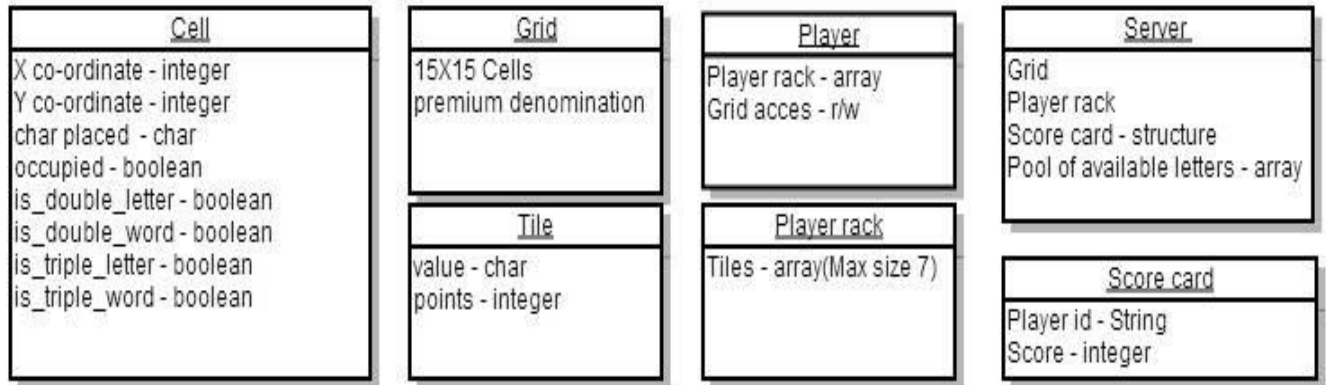 Cell
X co-ordinate - integer
Y co-ordinate - integer
char placed - char
occupied - boolean
is_double_letter - boolean
is_double_word - boolean
is_triple_letter - boolean
is_triple_word - boolean
Grid
15X15 Cells
premium denomination
Tile
value - char
points - integer
Player
Player rack - array
Grid acces - r/w
Player rack
Tiles - array(Max size 7)
Server
Grid
Player rack
Score card - structure
Pool of available letters - array
Score card
Player id - String
Score - integer